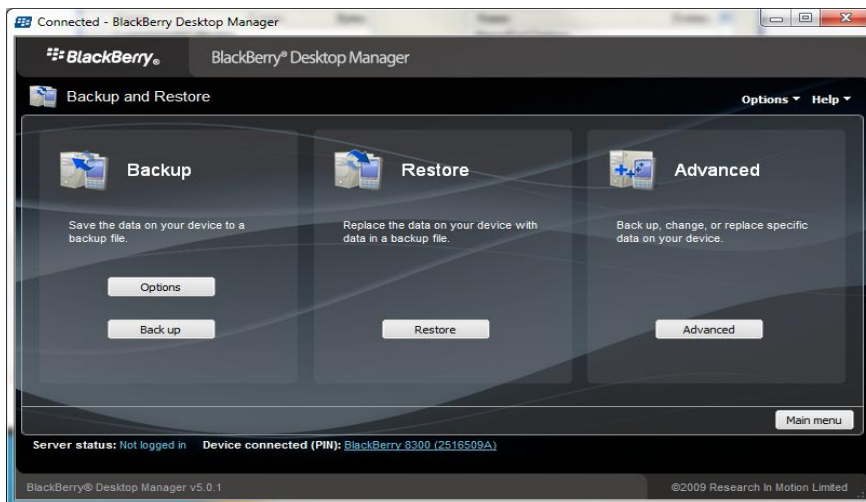 Connected - BlackBerry Desktop Manager
BlackBerry® BlackBerry® Desktop Manager
Backup and Restore Options Help
Backup
Save the data on your device to a
backup file.
Options
Back up
Restore
Replace the data on your device with
data in a backup file.
Restore
Advanced
Back up, change, or replace specific
data on your device.
Advanced
Main menu
Server status: Not logged in Device connected (PIN): BlackBerry 8300 (2516509A)
BlackBerry® Desktop Manager v5.0.1 ©2009 Research In Motion Limited